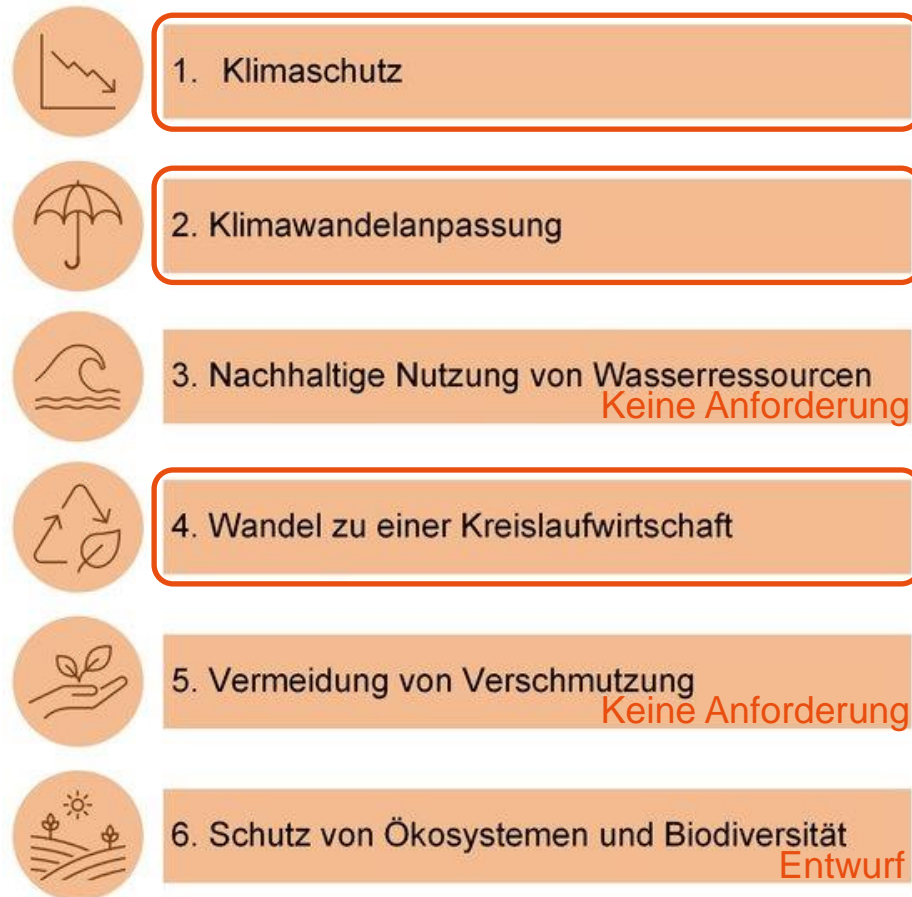 1. Klimaschutz
2. Klimawandelanpassung
3. Nachhaltige Nutzung von Wasserressourcen
Keine Anforderung
4. Wandel zu einer Kreislaufwirtschaft
5. Vermeidung von Verschmutzung
Keine Anforderung
6. Schutz von Ökosystemen und Biodiversität
Entwurf